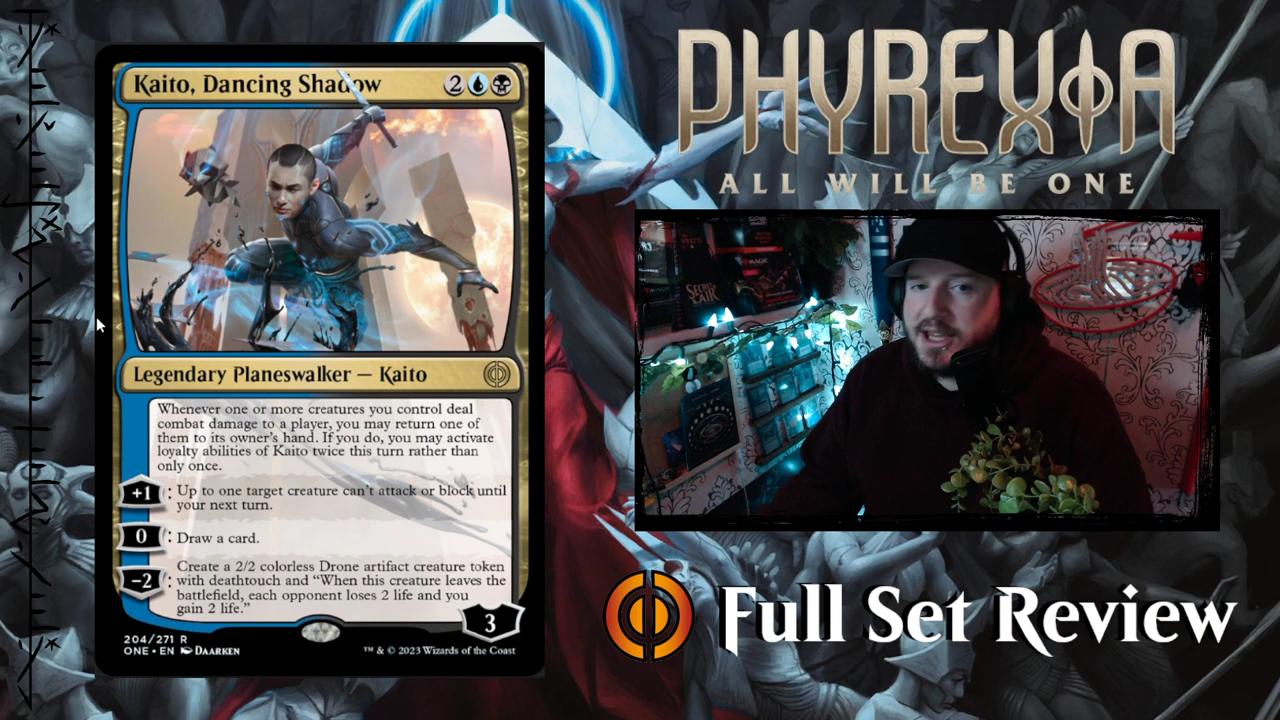 Kaito, Dancing Shadow 2
Legendary Planeswalker — Kaito
Whenever one or more creatures you control deal
combat damage to a player, you may return one of
them to its owner's hand. If you do, you may activate
loyalty abilities of Kaito twice this turn rather than
only once.
+1 : Up to one target creature can't attack or block until
your next turn.
0 : Draw a card.
−2 : Create a 2/2 colorless Drone artifact creature token
with deathtouch and “When this creature leaves the
battlefield, each opponent loses 2 life and you
gain 2 life.”
3
204/271 R
ONE • EN DAARKEN
™ & © 2023 Wizards of the Coast
PHYREXIA
ALL WILL BE ONE
SECRET
LAIR
MAGIC
Full Set Review